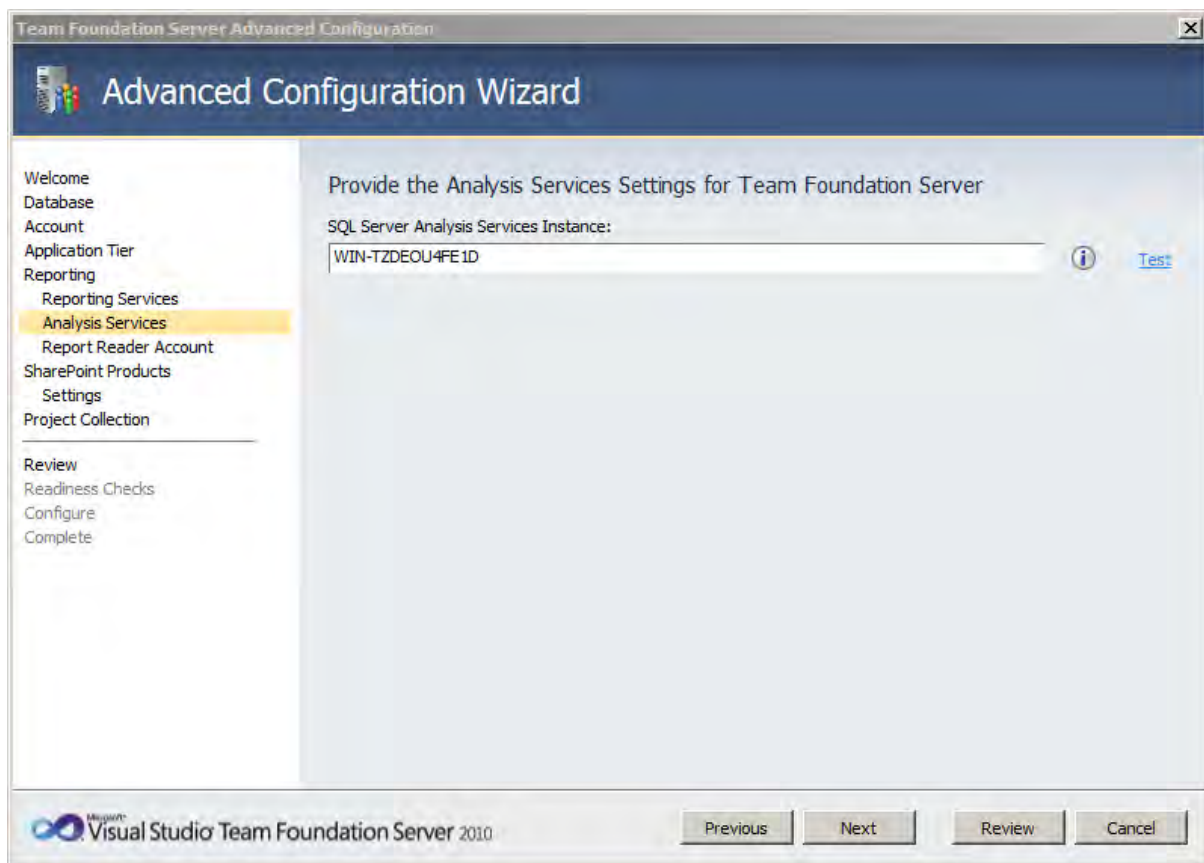 Team Foundation Server Advanced Configuration
Advanced Configuration Wizard
Welcome
Database
Account
Application Tier
Reporting
Reporting Services
Analysis Services
Report Reader Account
SharePoint Products
Settings
Project Collection
Review
Readiness Checks
Configure
Complete
Provide the Analysis Services Settings for Team Foundation Server
SQL Server Analysis Services Instance:
WIN-TZDEOU4FE1D
Test
Microsoft
Visual Studio Team Foundation Server 2010
Previous
Next
Review
Cancel